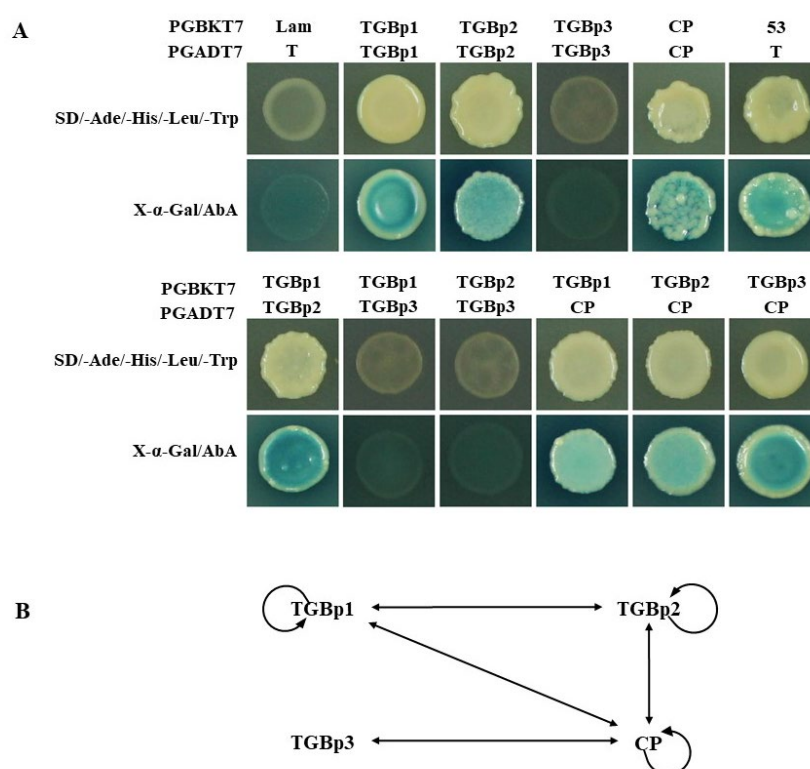 A
PGBKT7 Lam TGBp1 TGBp2 TGBp3 CP 53
PGADT7 T TGBp1 TGBp2 TGBp3 CP T
SD/-Ade/-His/-Leu/-Trp
X-α-Gal/AbA
PGBKT7 TGBp1 TGBp1 TGBp2 TGBp1 TGBp2 TGBp3
PGADT7 TGBp2 TGBp3 TGBp3 CP CP CP
SD/-Ade/-His/-Leu/-Trp
X-α-Gal/AbA
B
TGBp1 TGBp2
TGBp3 CP